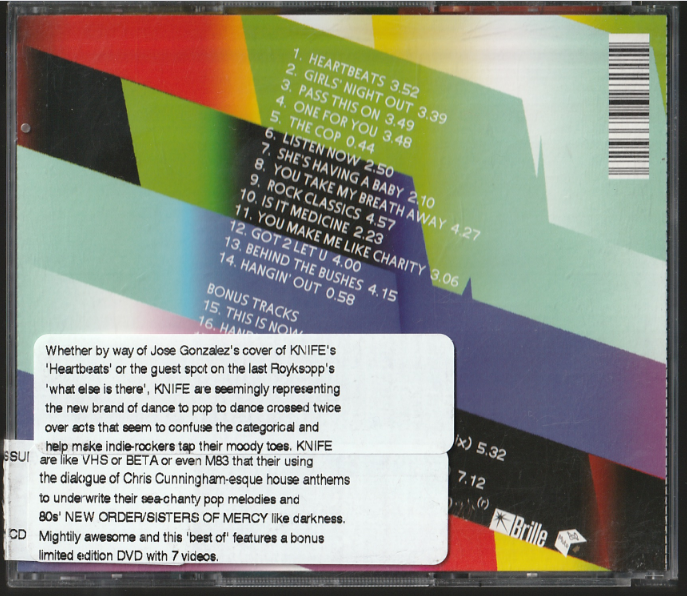 1. HEARTBEATS 3.52
2. GIRLS' NIGHT OUT 3.39
3. PASS THIS ON 3.49
4. ONE FOR YOU 3.48
5. THE COP 0.44
6. LISTEN NOW 2.50
7. SHE'S HAVING A BABY 2.10
8. YOU TAKE MY BREATH AWAY 4.27
9. ROCK CLASSICS 4.57
10. IS IT MEDICINE 2.23
11. YOU MAKE ME LIKE CHARITY 3.06
12. GOT 2 LET U 4.00
13. BEHIND THE BUSHES 4.15
14. HANGIN' OUT 0.58
BONUS TRACKS
15. THIS IS NOW
16.
Whether by way of Jose Gonzalez's cover of KNIFE's
'Heartbeats' or the guest spot on the last Royksopp's
'what else is there', KNIFE are seemingly representing
the new brand of dance to pop to dance crossed twice
over acts that seem to confuse the categorical and
help make indie-rockers tap their moody toes. KNIFE
are like VHS or BETA or even M83 that their using
the dialogue of Chris Cunningham-esque house anthems
to underwrite their sea-chanty pop melodies and
80s' NEW ORDER/SISTERS OF MERCY like darkness.
CD Mightily awesome and this 'best of' features a bonus
limited edition DVD with 7 videos.
5.32
7.12
(r)
Brille